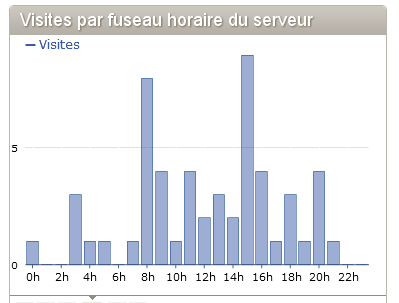 Visites par fuseau horaire du serveur
Visites
5
0
0h 2h 4h 6h 8h 10h 12h 14h 16h 18h 20h 22h